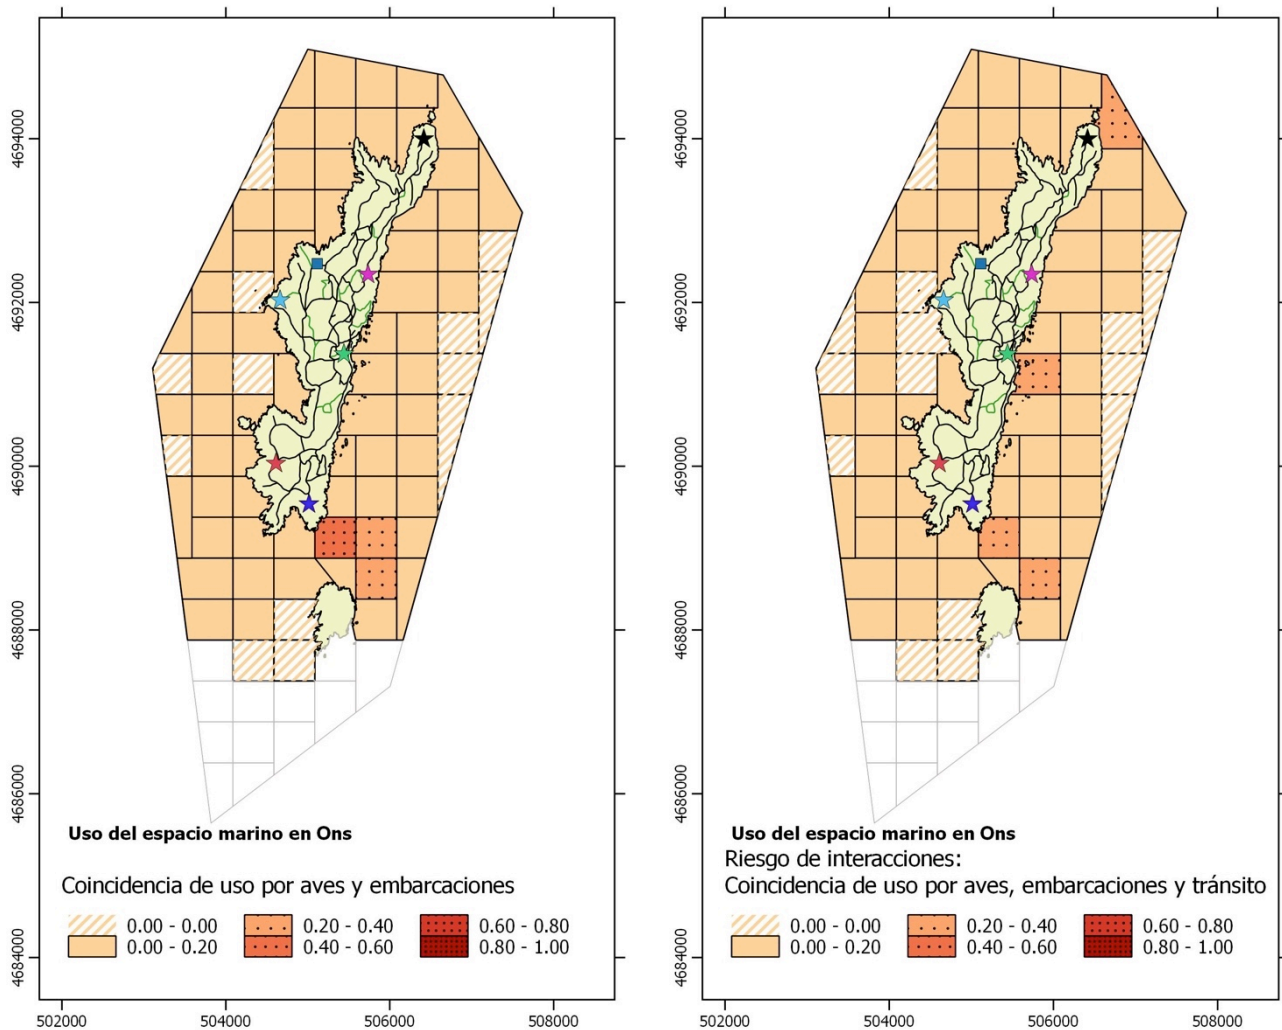 4694000
4692000
4690000
4688000
4686000
4684000
Uso del espacio marino en Ons
Coincidencia de uso por aves y embarcaciones
0.00 - 0.00
0.00 - 0.20
0.20 - 0.40
0.40 - 0.60
0.60 - 0.80
0.80 - 1.00
502000
504000
506000
508000
4694000
4692000
4690000
4688000
4686000
4684000
Uso del espacio marino en Ons
Riesgo de interacciones:
Coincidencia de uso por aves, embarcaciones y tránsito
0.00 - 0.00
0.00 - 0.20
0.20 - 0.40
0.40 - 0.60
0.60 - 0.80
0.80 - 1.00
502000
504000
506000
508000